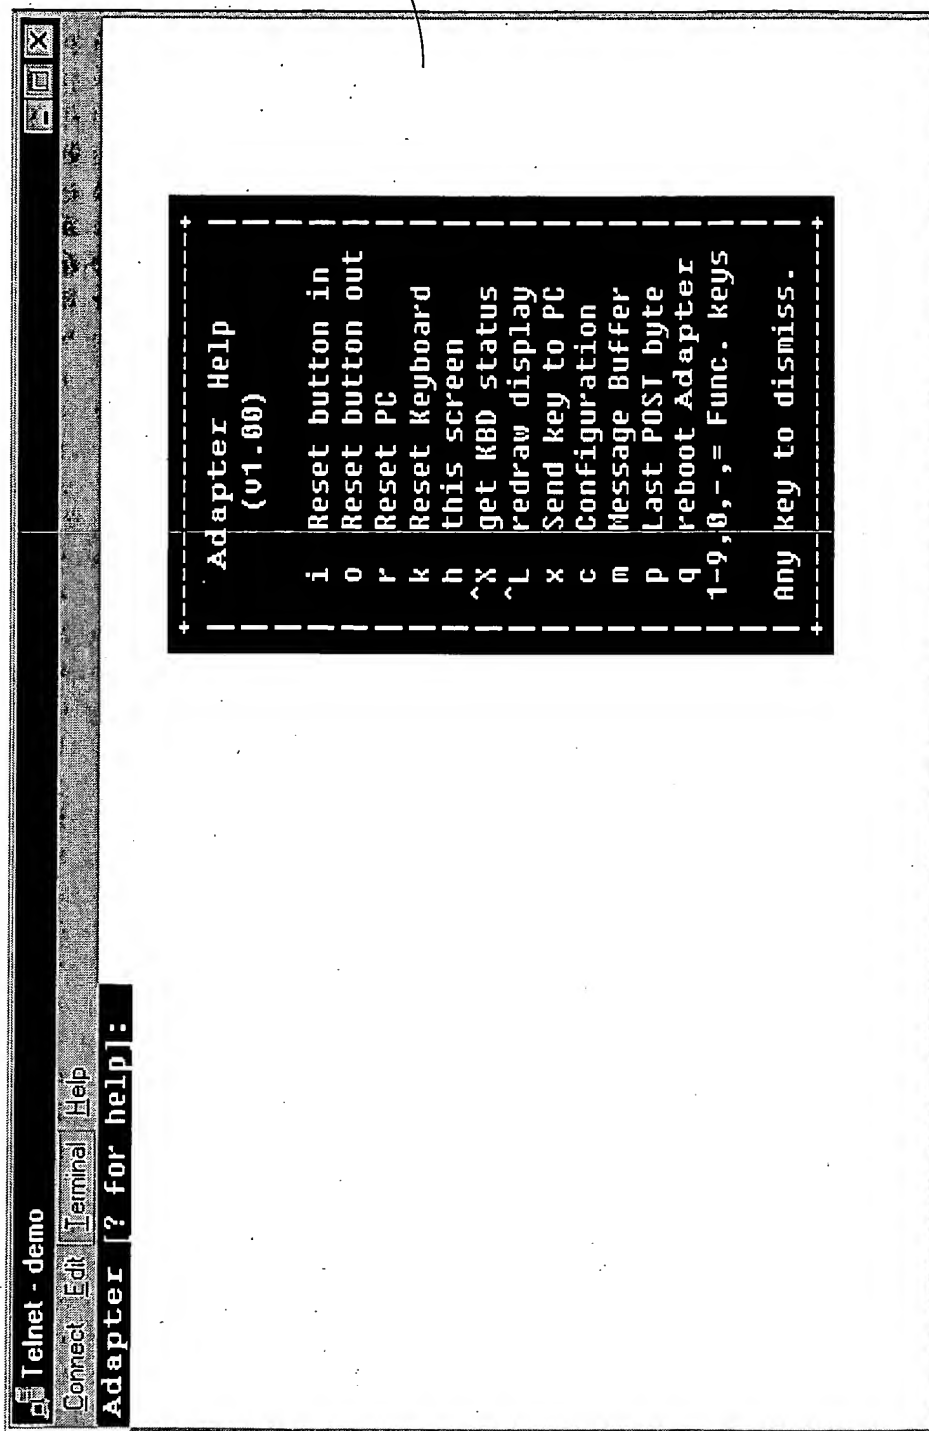 Telnet - demo
Connect Edit Terminal Help
Adapter [? for help]:
Adapter Help
(v1.00)
i Reset button in
o Reset button out
r Reset PC
k Reset Keyboard
h this screen
^X get KBD status
^L redraw display
x Send key to PC
c Configuration
m Message Buffer
p Last POST byte
q reboot Adapter
1-9,0,-,= Func. keys
Any key to dismiss.